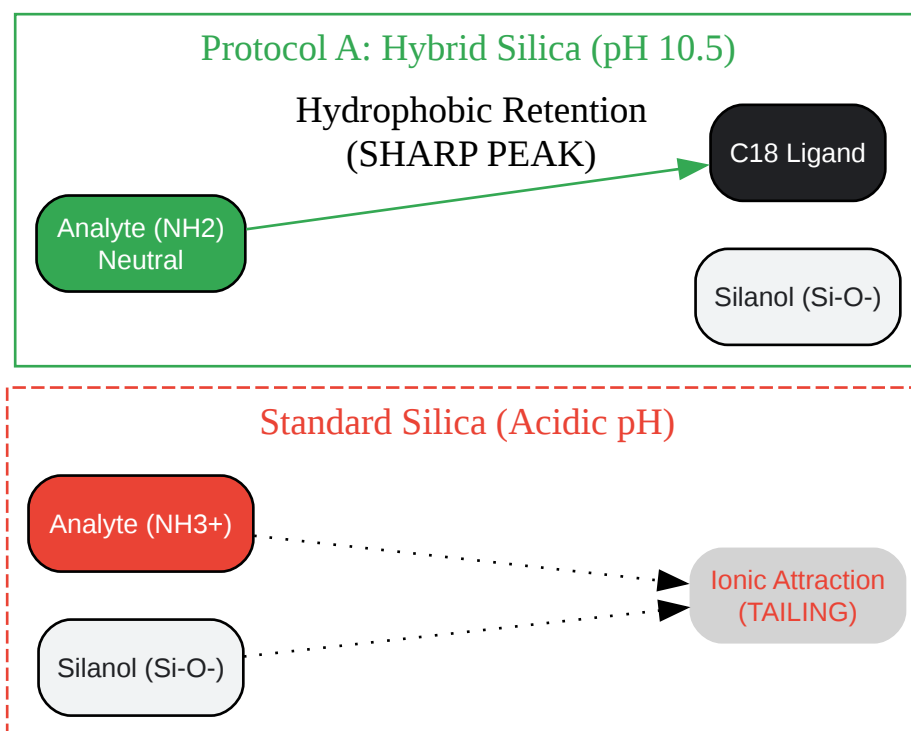 Protocol A: Hybrid Silica (pH 10.5)
Hydrophobic Retention
(SHARP PEAK)
C18 Ligand
Analyte (NH2)
Neutral
Silanol (Si-O-)
Standard Silica (Acidic pH)
Analyte (NH3+)
Ionic Attraction
(TAILING)
Silanol (Si-O-)